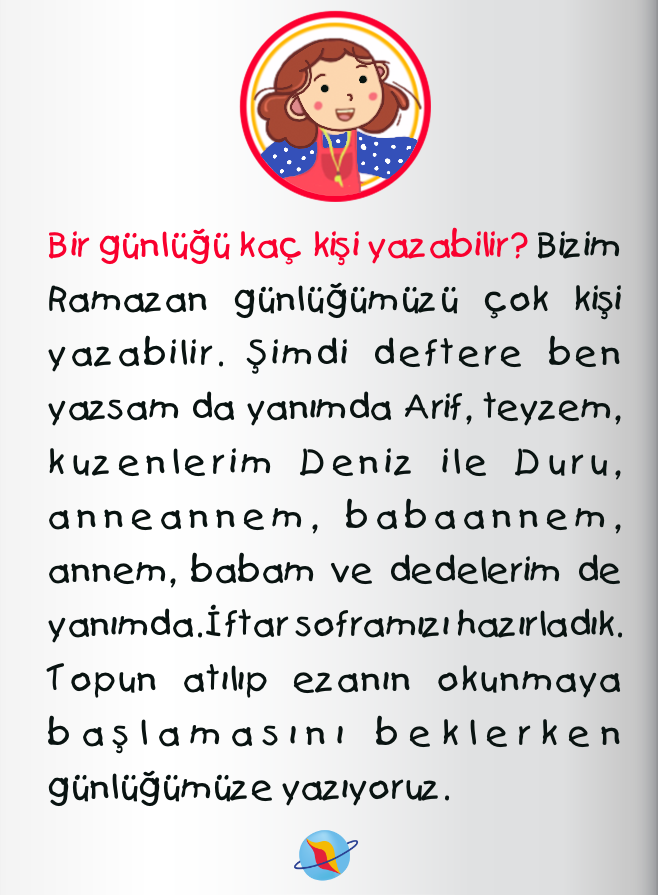 Bir günlüğü kaç kişi yazabilir? Bizim
Ramazan günlüğümüzü çok kişi
yazabilir. Şimdi deftere ben
yazsam da yanımda Arif, teyzem,
kuzenlerim Deniz ile Duru,
anneannem, babaannem,
annem, babam ve dedelerim de
yanımda.İftar soframızı hazırladık.
Topun atılıp ezanın okunmaya
başlamasını beklerken
günlüğümüze yazıyoruz.